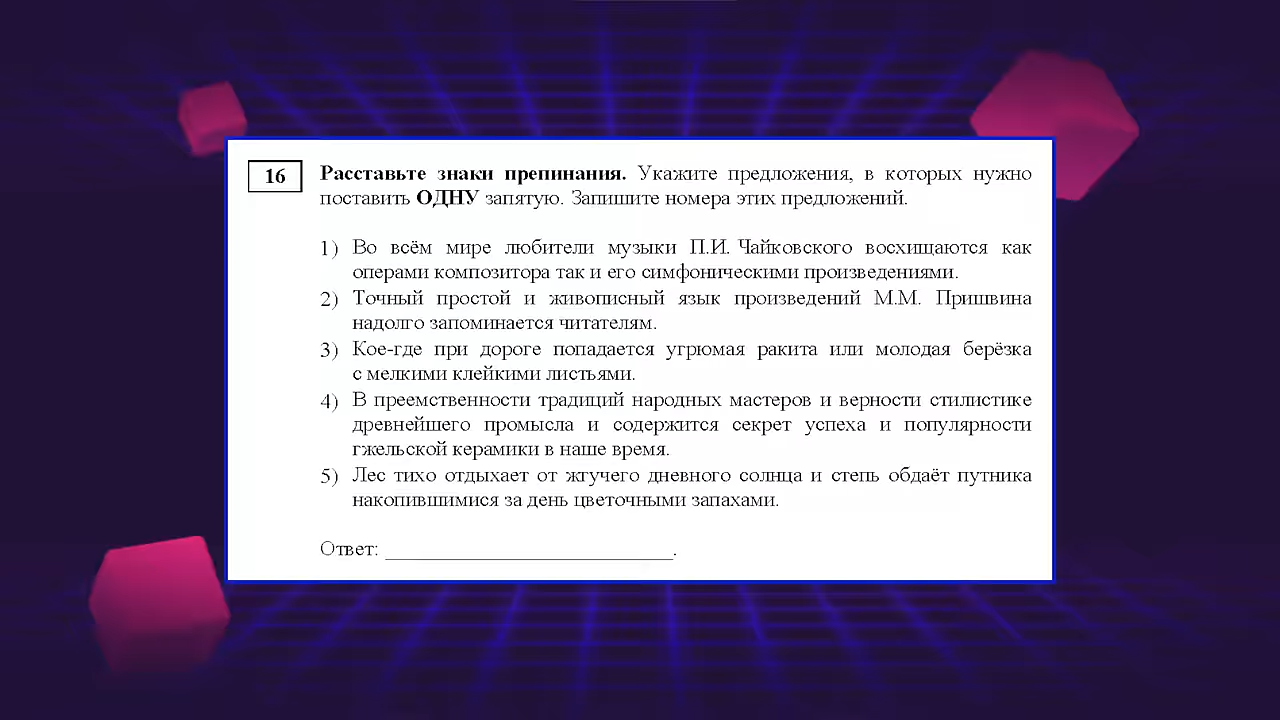 16
Расставьте знаки препинания. Укажите предложения, в которых нужно
поставить ОДНУ запятую. Запишите номера этих предложений.
1) Во всём мире любители музыки П.И. Чайковского восхищаются как
операми композитора так и его симфоническими произведениями.
2) Точный простой и живописный язык произведений М.М. Пришвина
надолго запоминается читателям.
3) Кое-где при дороге попадается угрюмая ракита или молодая берёзка
с мелкими клейкими листьями.
4) В преемственности традиций народных мастеров и верности стилистике
древнейшего промысла и содержится секрет успеха и популярности
гжельской керамики в наше время.
5) Лес тихо отдыхает от жгучего дневного солнца и степь обдаёт путника
накопившимися за день цветочными запахами.
Ответ: ____________________________.